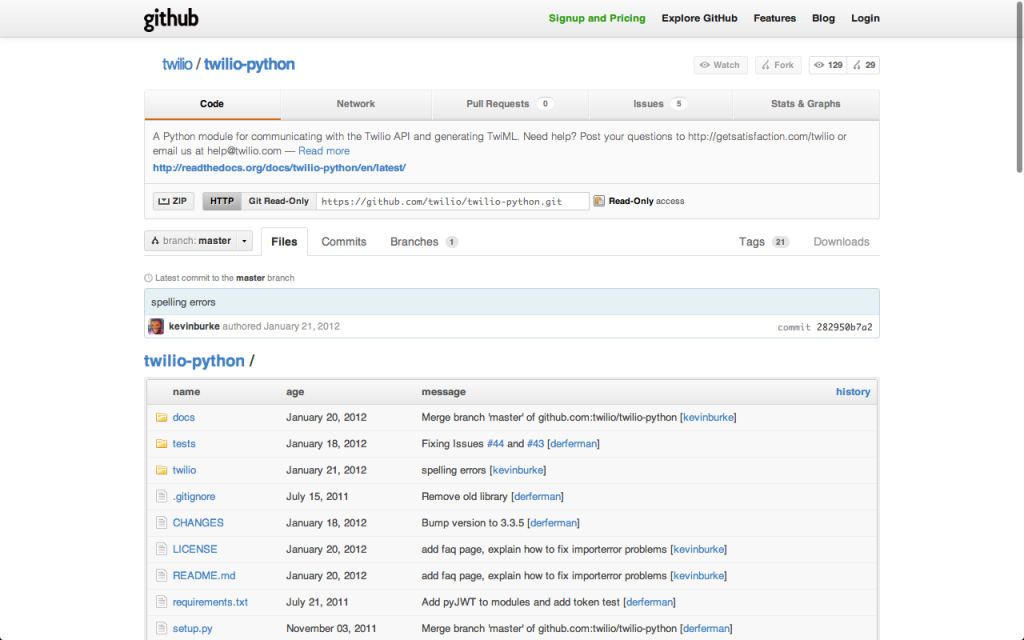 github
Signup and Pricing Explore GitHub Features Blog Login
twilio / twilio-python
Watch Fork 129 29
Code Network Pull Requests 0 Issues 5 Stats & Graphs
A Python module for communicating with the Twilio API and generating TwiML. Need help? Post your questions to http://getsatisfaction.com/twilio or
email us at help@twilio.com — Read more
http://readthedocs.org/docs/twilio-python/en/latest/
ZIP HTTP Git Read-Only https://github.com/twilio/twilio-python.git Read-Only access
branch: master Files Commits Branches 1 Tags 21 Downloads
Latest commit to the master branch
spelling errors
kevinburke authored January 21, 2012 commit 282950b7a2
twilio-python /
name age message history
docs January 20, 2012 Merge branch 'master' of github.com:twilio/twilio-python [kevinburke]
tests January 18, 2012 Fixing Issues #44 and #43 [derferman]
twilio January 21, 2012 spelling errors [kevinburke]
.gitignore July 15, 2011 Remove old library [derferman]
CHANGES January 18, 2012 Bump version to 3.3.5 [derferman]
LICENSE January 20, 2012 add faq page, explain how to fix importerror problems [kevinburke]
README.md January 20, 2012 add faq page, explain how to fix importerror problems [kevinburke]
requirements.txt July 21, 2011 Add pyJWT to modules and add token test [derferman]
setup.py November 03, 2011 Merge branch 'master' of github.com:twilio/twilio-python [derferman]